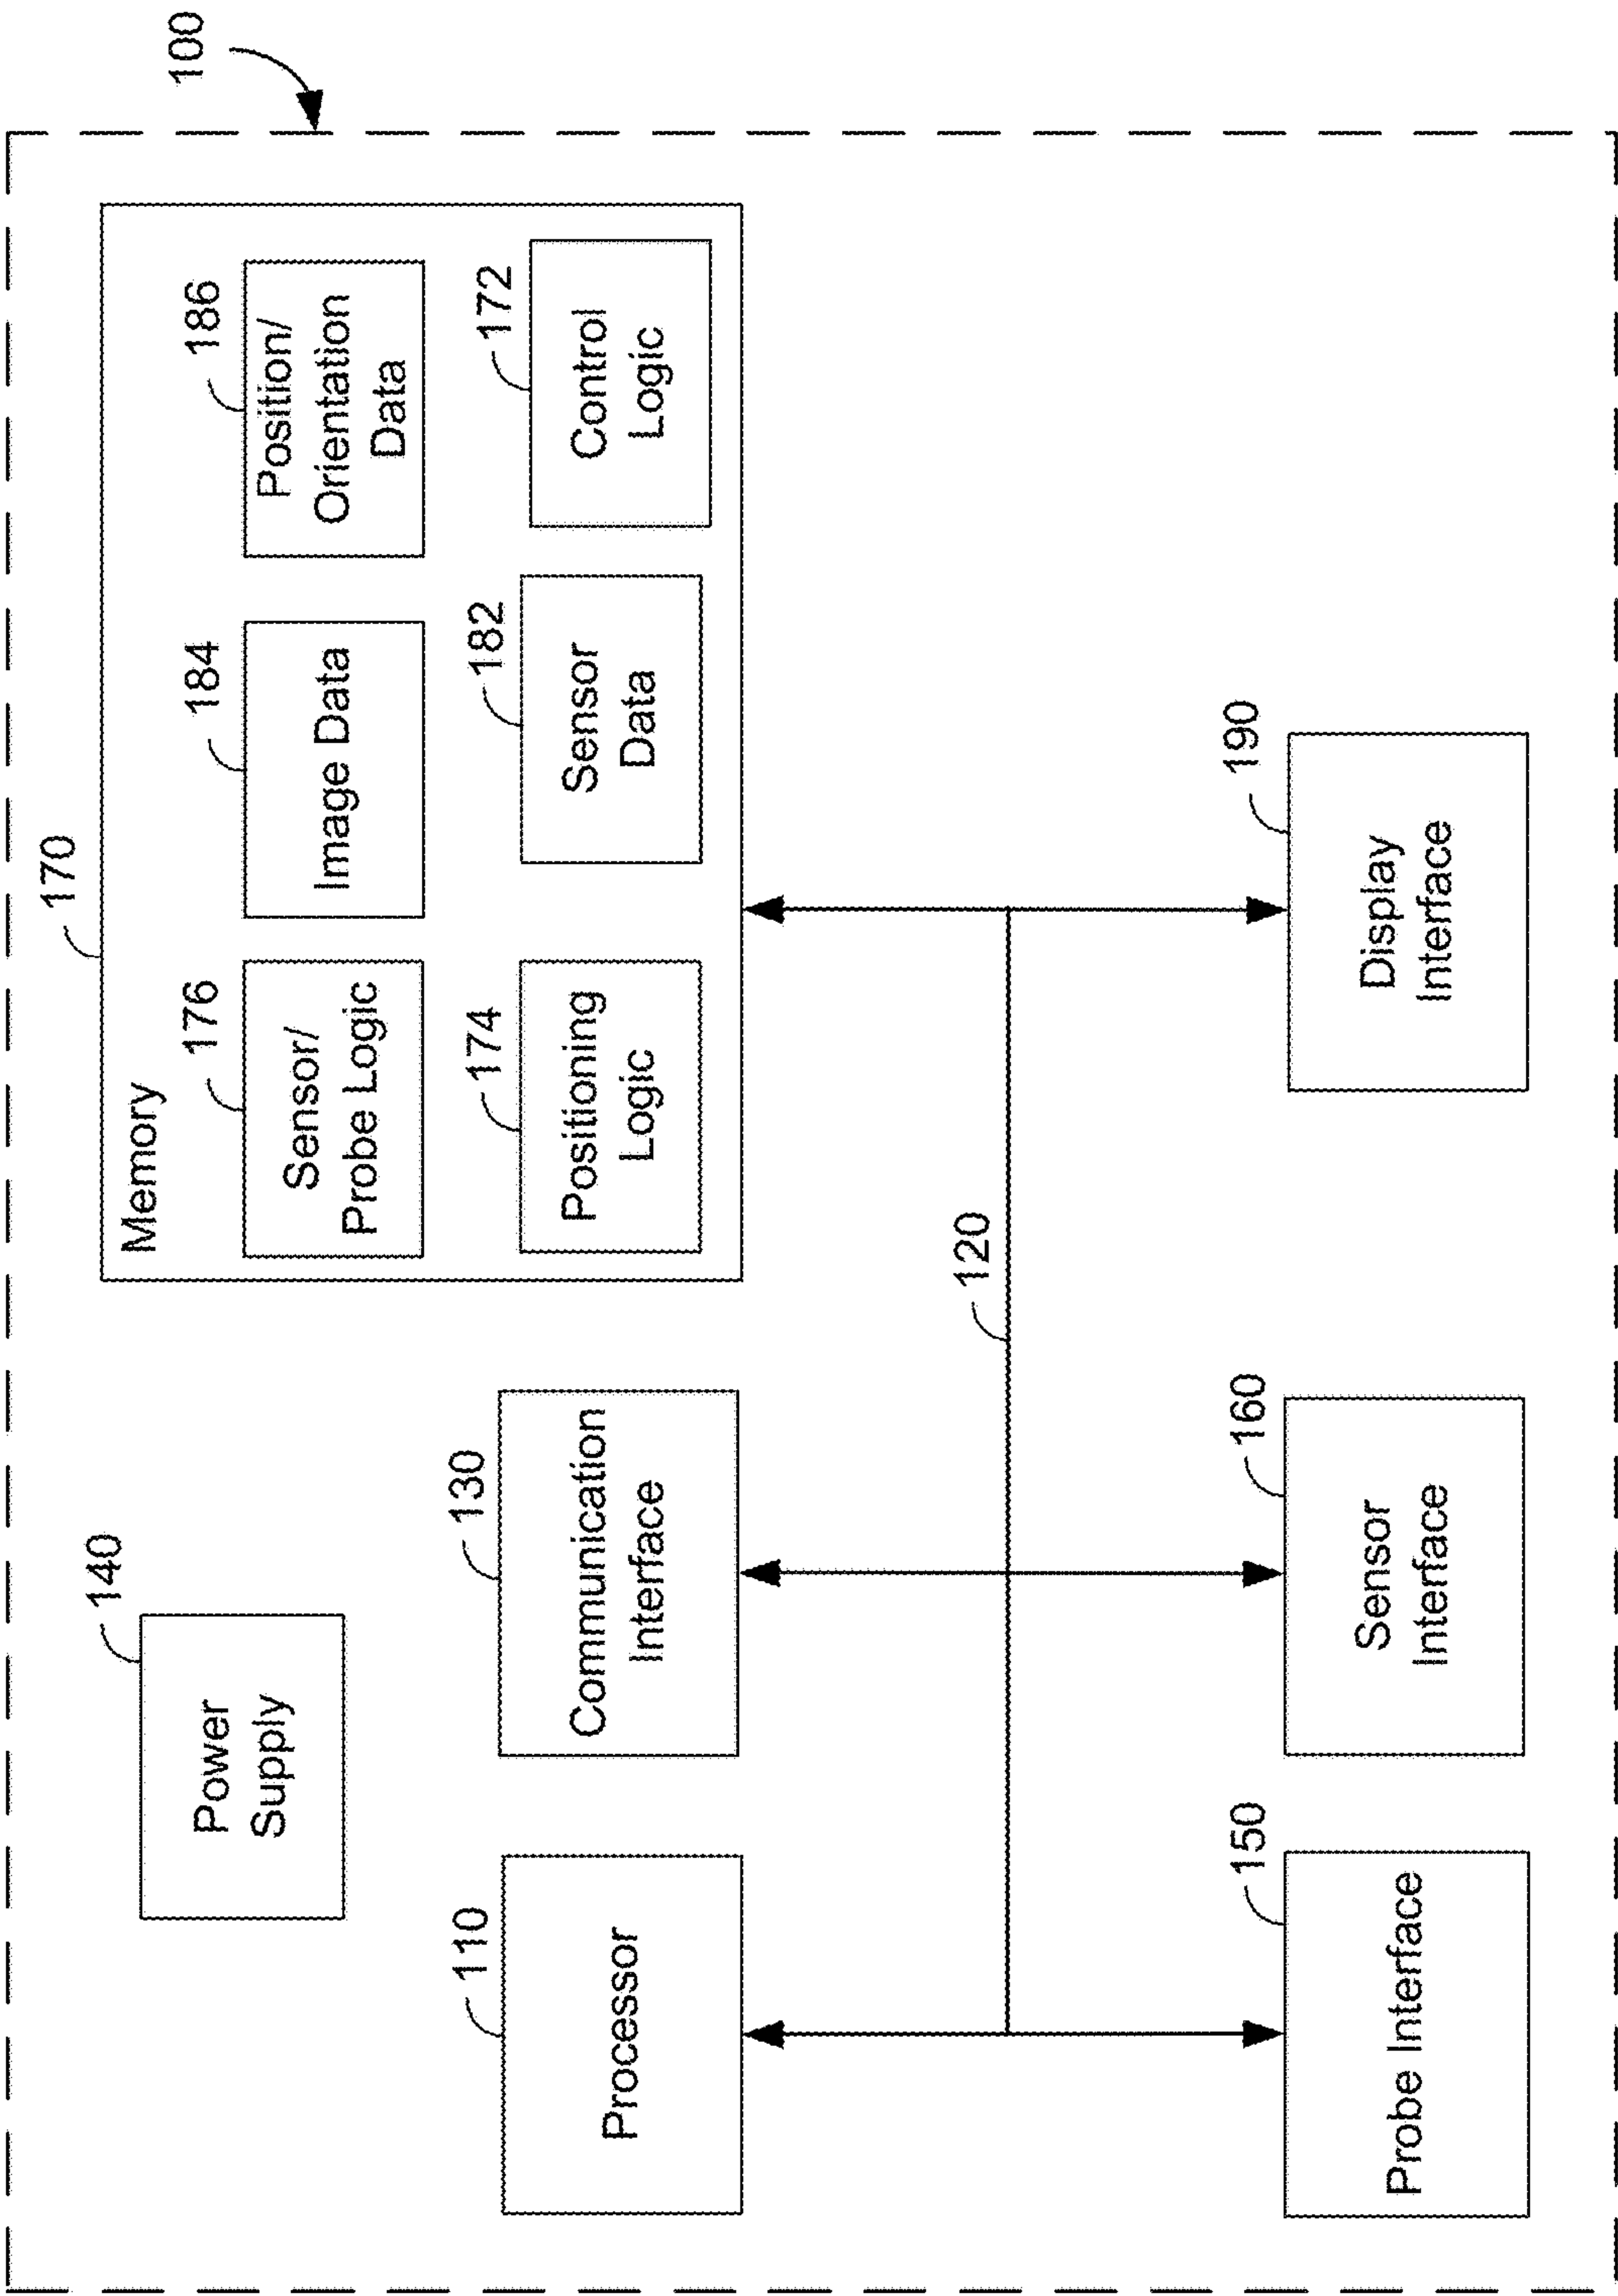 100
170
Memory
176
Sensor/
Probe Logic
184
Image Data
186
Position/
Orientation
Data
174
Positioning
Logic
182
Sensor
Data
172
Control
Logic
140
Power
Supply
110
Processor
130
Communication
Interface
120
150
Probe Interface
160
Sensor
Interface
190
Display
Interface